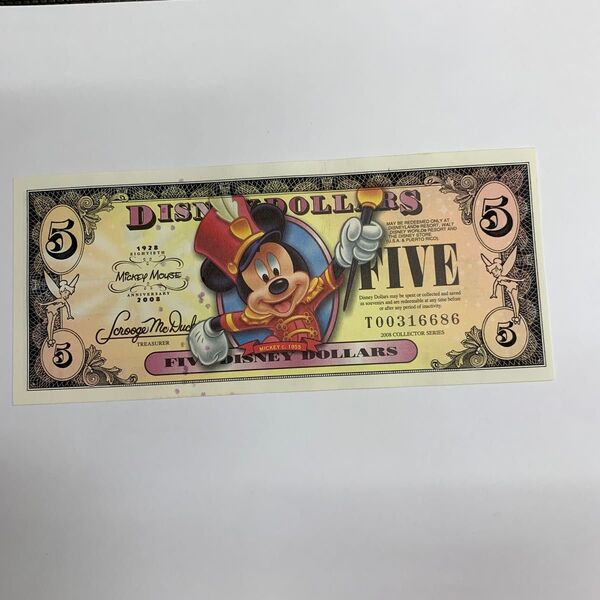 DISNEY DOLLARS
5
5
1928
EIGHTIETH
Mickey Mouse
ANNIVERSARY
2008
Scrooge McDuck
TREASURER
MAY BE REDEEMED ONLY AT
DISNEYLAND® RESORT, WALT
DISNEY WORLD® RESORT AND
THE DISNEY STORE
(U.S.A. & PUERTO RICO).
FIVE
Disney Dollars may be spent or collected and saved
as souvenirs and are redeemable at any time before
or after any period of inactivity.
T00316686
2008 COLLECTOR SERIES
MICKEY C. 1955
FIVE DISNEY DOLLARS
5
5